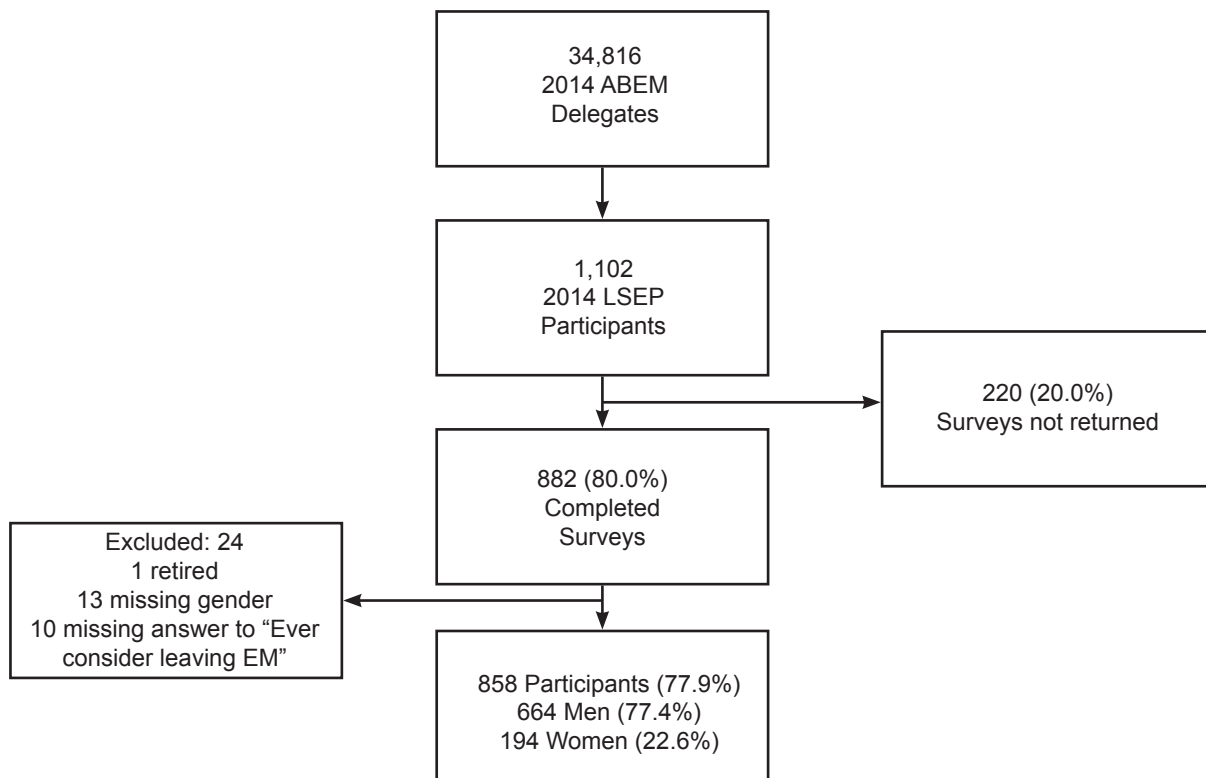 34,816
2014 ABEM
Delegates
1,102
2014 LSEP
Participants
220 (20.0%)
Surveys not returned
882 (80.0%)
Completed
Surveys
Excluded: 24
1 retired
13 missing gender
10 missing answer to “Ever
consider leaving EM”
858 Participants (77.9%)
664 Men (77.4%)
194 Women (22.6%)